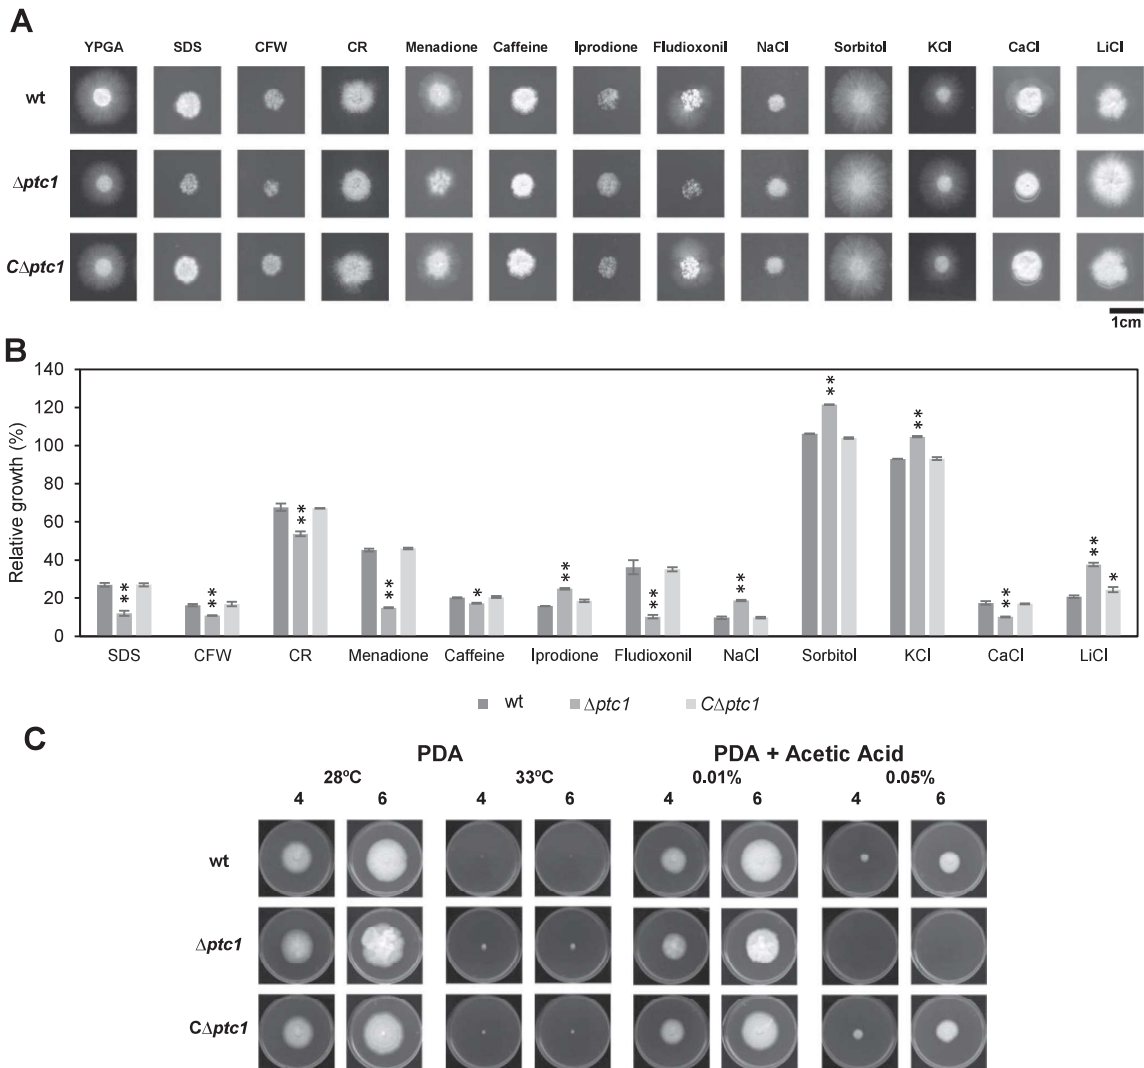 A
YPGA SDS CFW CR Menadione Caffeine Iprodione Fludioxonil NaCl Sorbitol KCl CaCl LiCl
wt
Δptc1
CΔptc1
1cm
B
Relative growth (%)
140
120
100
80
60
40
20
0
** ** ** ** * ** ** ** ** ** ** ** *
SDS CFW CR Menadione Caffeine Iprodione Fludioxonil NaCl Sorbitol KCl CaCl LiCl
wt Δptc1 CΔptc1
C
PDA PDA + Acetic Acid
28ºC 33ºC 0.01% 0.05%
4 6 4 6 4 6 4 6
wt
Δptc1
CΔptc1